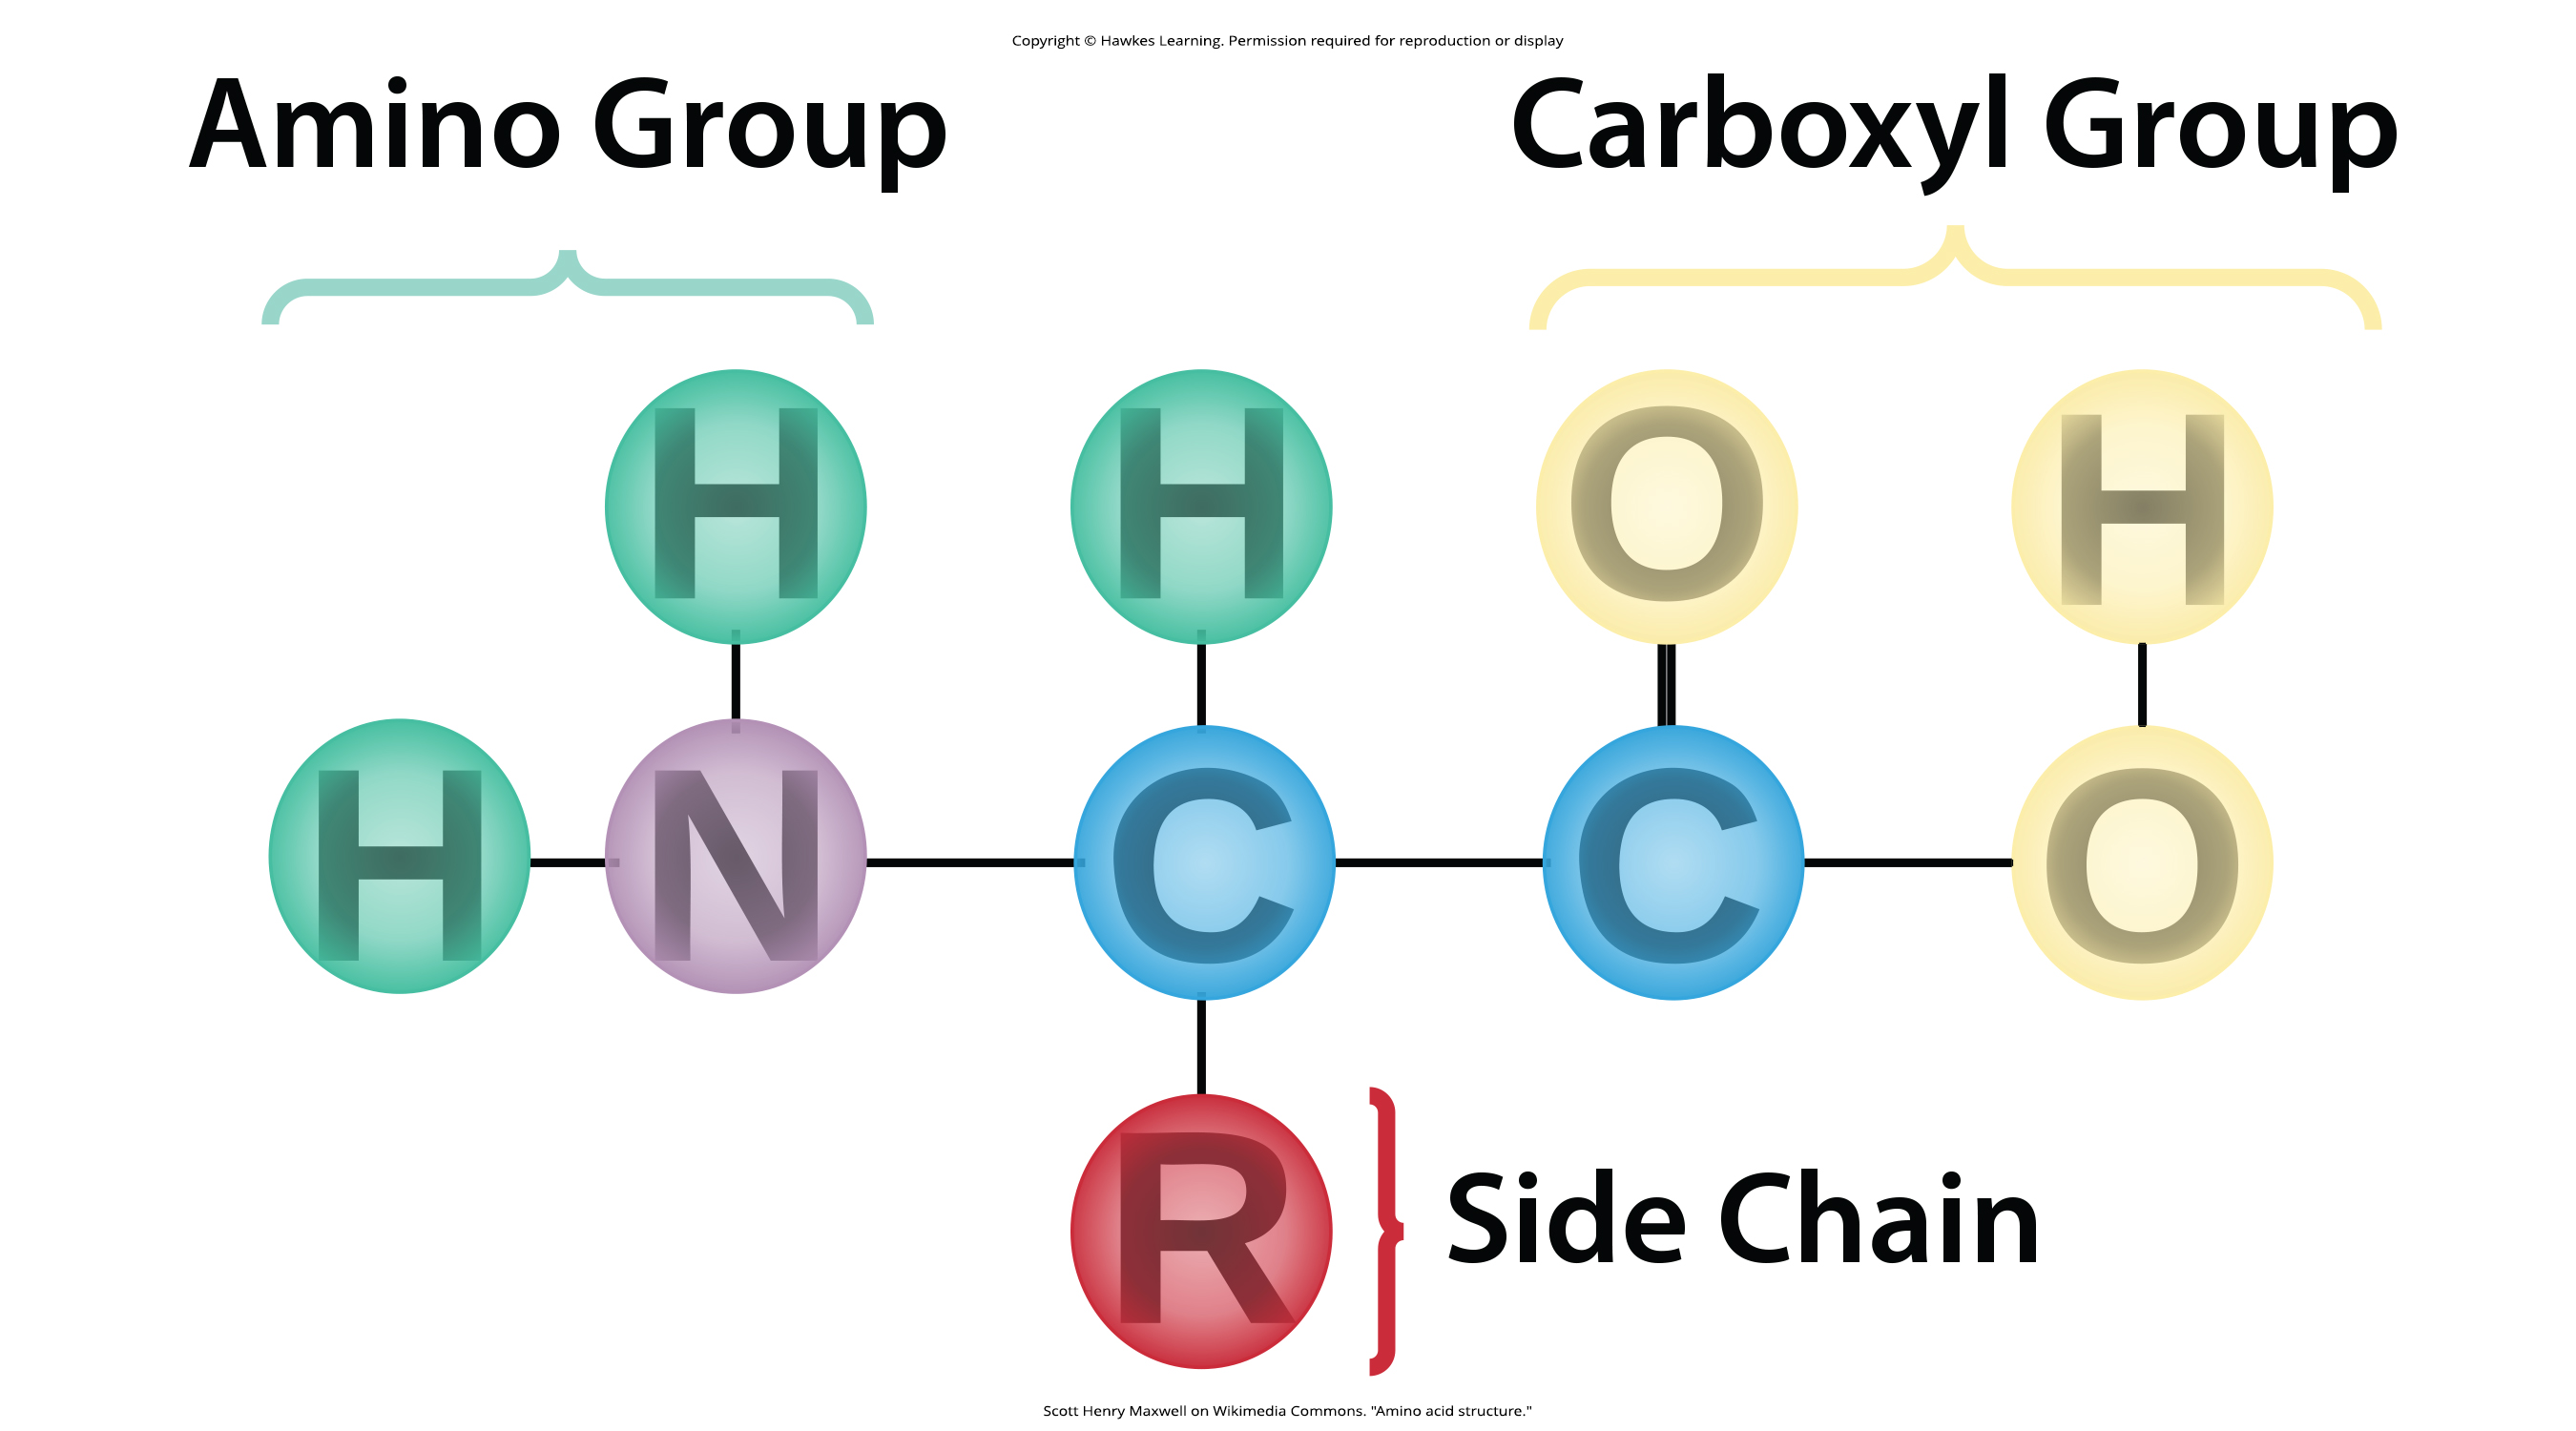 Copyright © Hawkes Learning. Permission required for reproduction or display
Amino Group
Carboxyl Group
H H O H
H N C C O
R
Side Chain
Scott Henry Maxwell on Wikimedia Commons. "Amino acid structure."